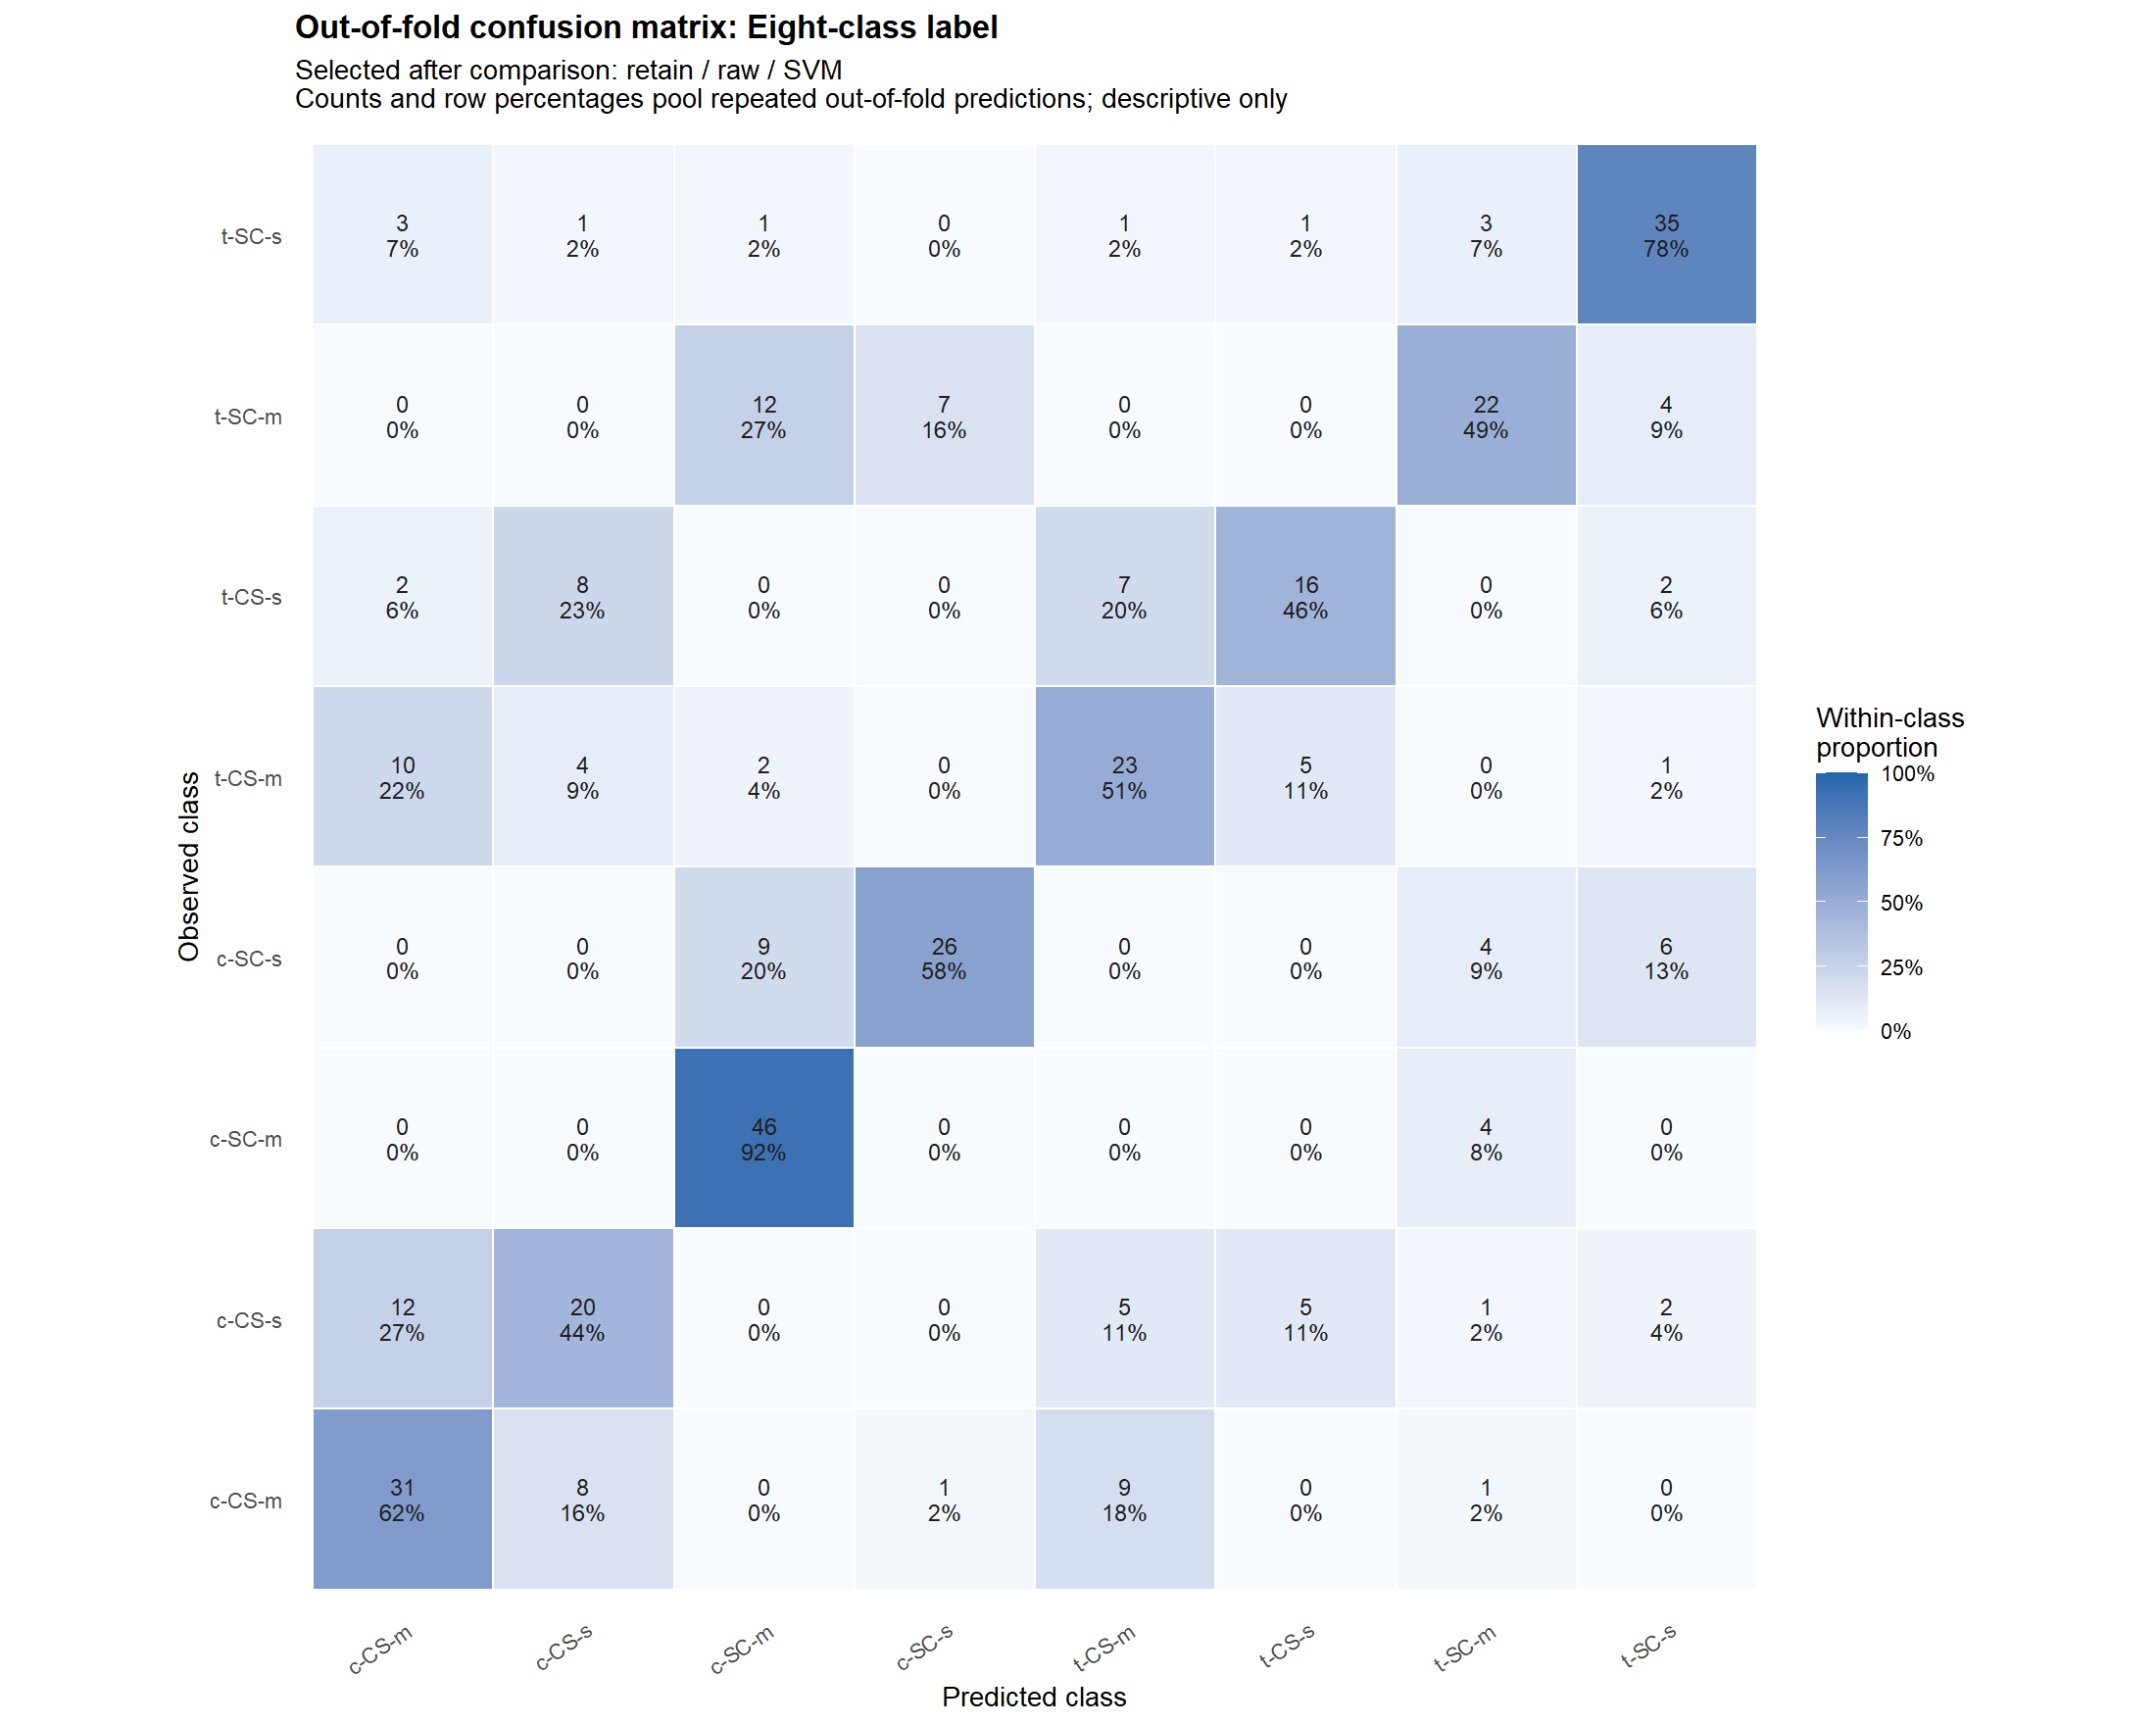 Out-of-fold confusion matrix: Eight-class label
Selected after comparison: retain / raw / SVM
Counts and row percentages pool repeated out-of-fold predictions; descriptive only
Observed class
t-SC-s
3 1 1 0 1 1 3 35
7% 2% 2% 0% 2% 2% 7% 78%
t-SC-m
0 0 12 7 0 0 22 4
0% 0% 27% 16% 0% 0% 49% 9%
t-CS-s
2 8 0 0 7 16 0 2
6% 23% 0% 0% 20% 46% 0% 6%
t-CS-m
10 4 2 0 23 5 0 1
22% 9% 4% 0% 51% 11% 0% 2%
c-SC-s
0 0 9 26 0 0 4 6
0% 0% 20% 58% 0% 0% 9% 13%
c-SC-m
0 0 46 0 0 0 4 0
0% 0% 92% 0% 0% 0% 8% 0%
c-CS-s
12 20 0 0 5 5 1 2
27% 44% 0% 0% 11% 11% 2% 4%
c-CS-m
31 8 0 1 9 0 1 0
62% 16% 0% 2% 18% 0% 2% 0%
c-CS-m c-CS-s c-SC-m c-SC-s t-CS-m t-CS-s t-SC-m t-SC-s
Predicted class
Within-class
proportion
100%
75%
50%
25%
0%